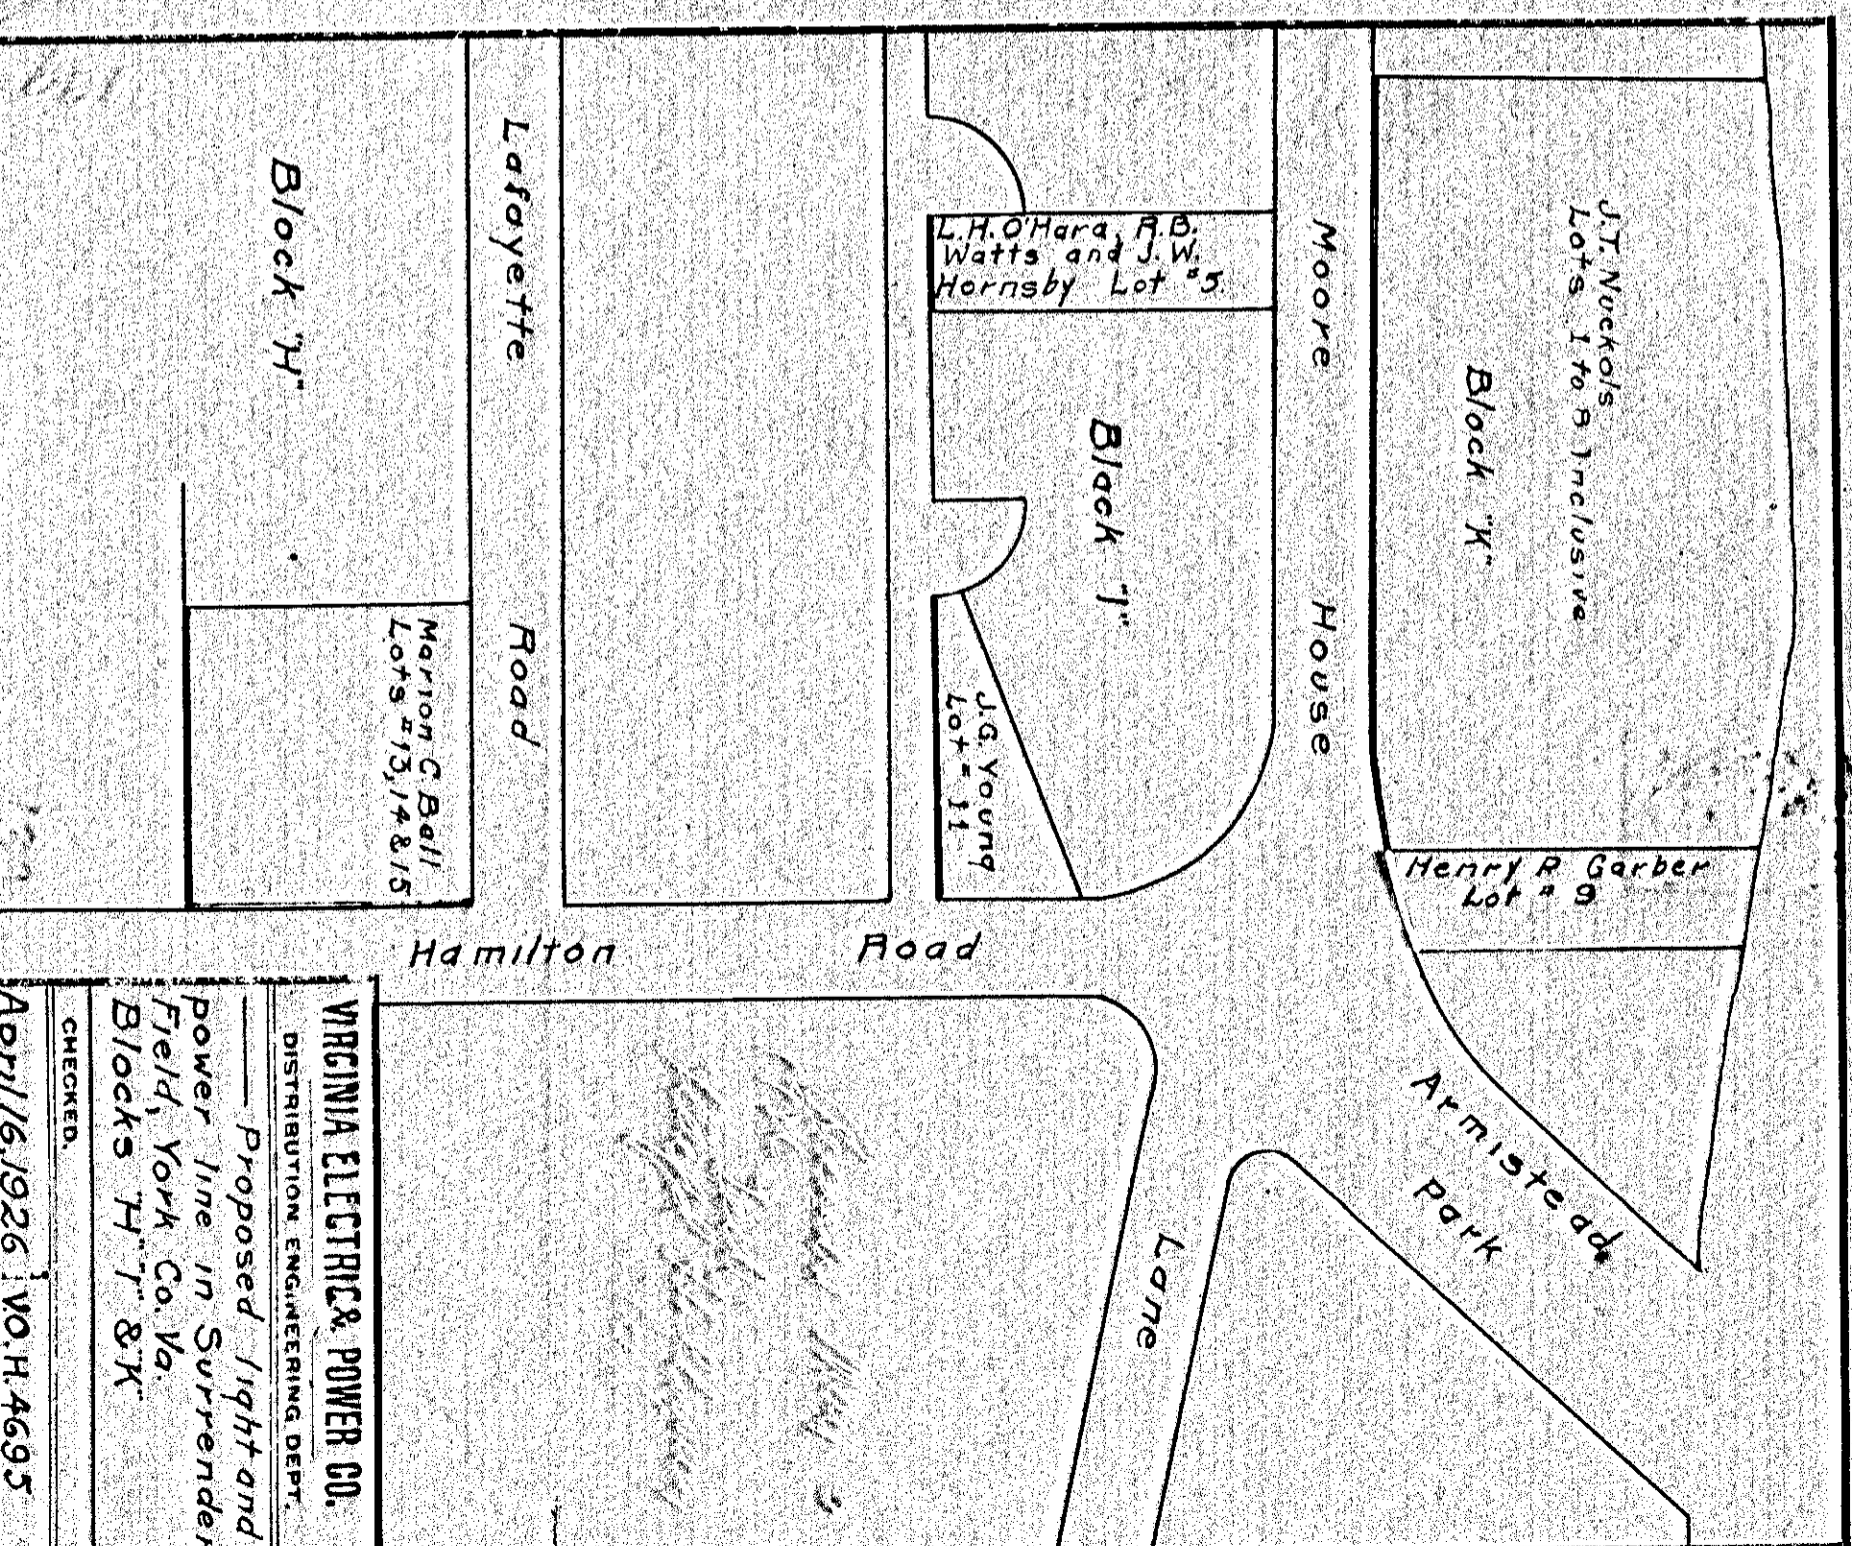 J.T. Nuckols
Lots 1 to 8 Inclusive
Block "K"
Henry R Garber
Lot # 9
Moore House
Lane
Armistead
Park
L.H. O'Hara, R.B.
Watts and J.W.
Hornsby Lot #5.
Block "I"
J.G. Young
Lot # 11
Lafayette Road
Marion C. Ball
Lots #13,14&15
Block "H"
Hamilton Road
VIRGINIA ELECTRIC & POWER CO.
DISTRIBUTION ENGINEERING DEPT.
Proposed light and
power line in Surrender
Field, York Co. Va.
Blocks "H" "I" & "K"
CHECKED.
April 16, 1926 VO.H.4695